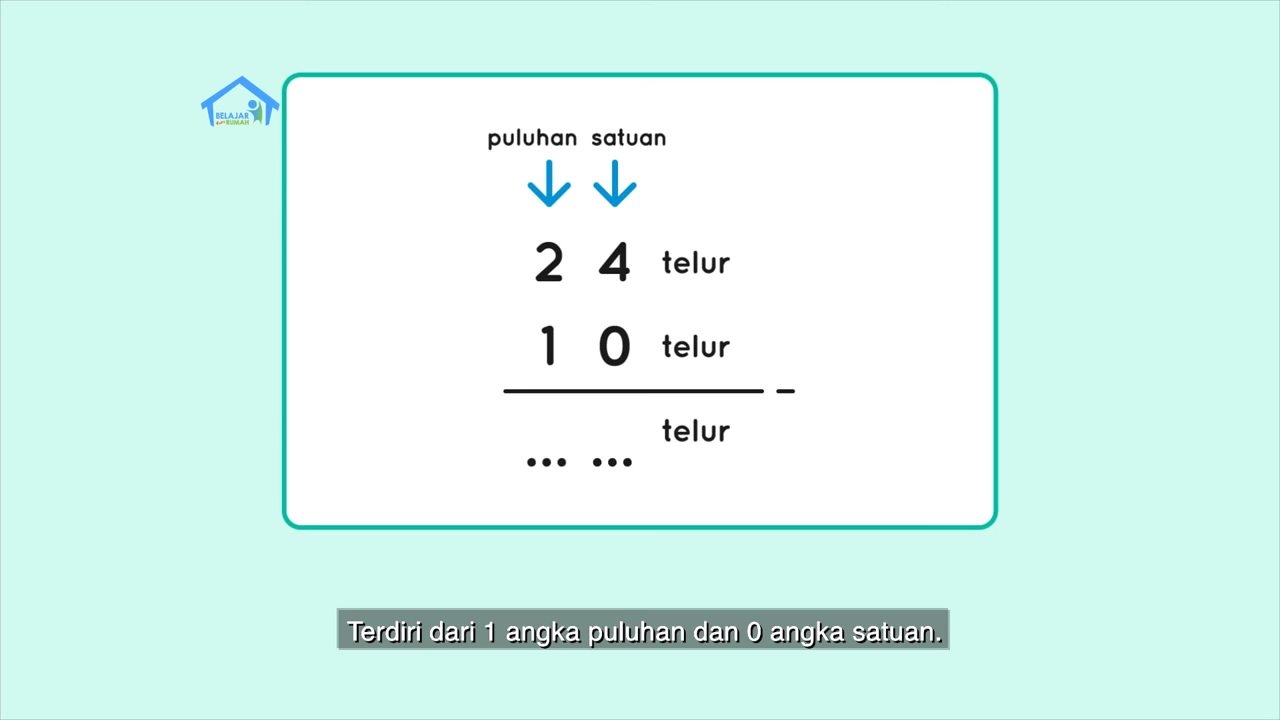 BELAJAR
dari RUMAH
puluhan satuan
2 4 telur
1 0 telur
–
telur
... ...
Terdiri dari 1 angka puluhan dan 0 angka satuan.